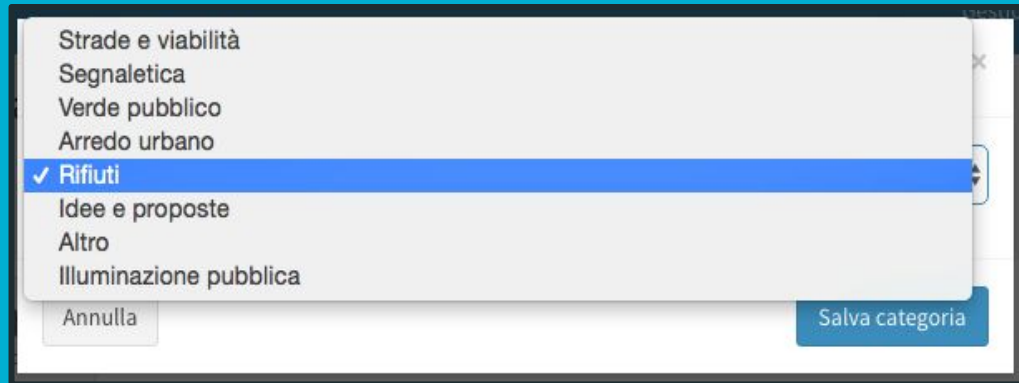 Strade e viabilità
Segnaletica
Verde pubblico
Arredo urbano
✓ Rifiuti
Idee e proposte
Altro
Illuminazione pubblica
Annulla
Salva categoria